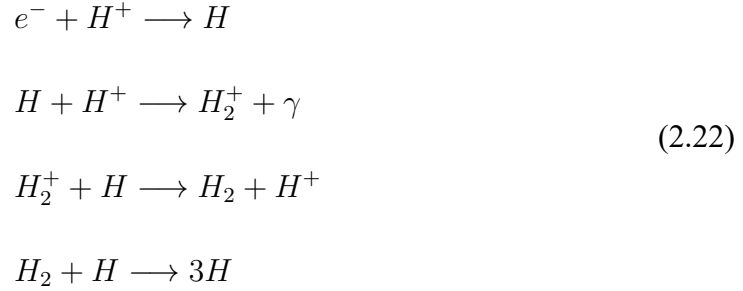 e⁻ + H⁺ ⟶ H
H + H⁺ ⟶ H₂⁺ + γ
(2.22)
H₂⁺ + H ⟶ H₂ + H⁺
H₂ + H ⟶ 3H